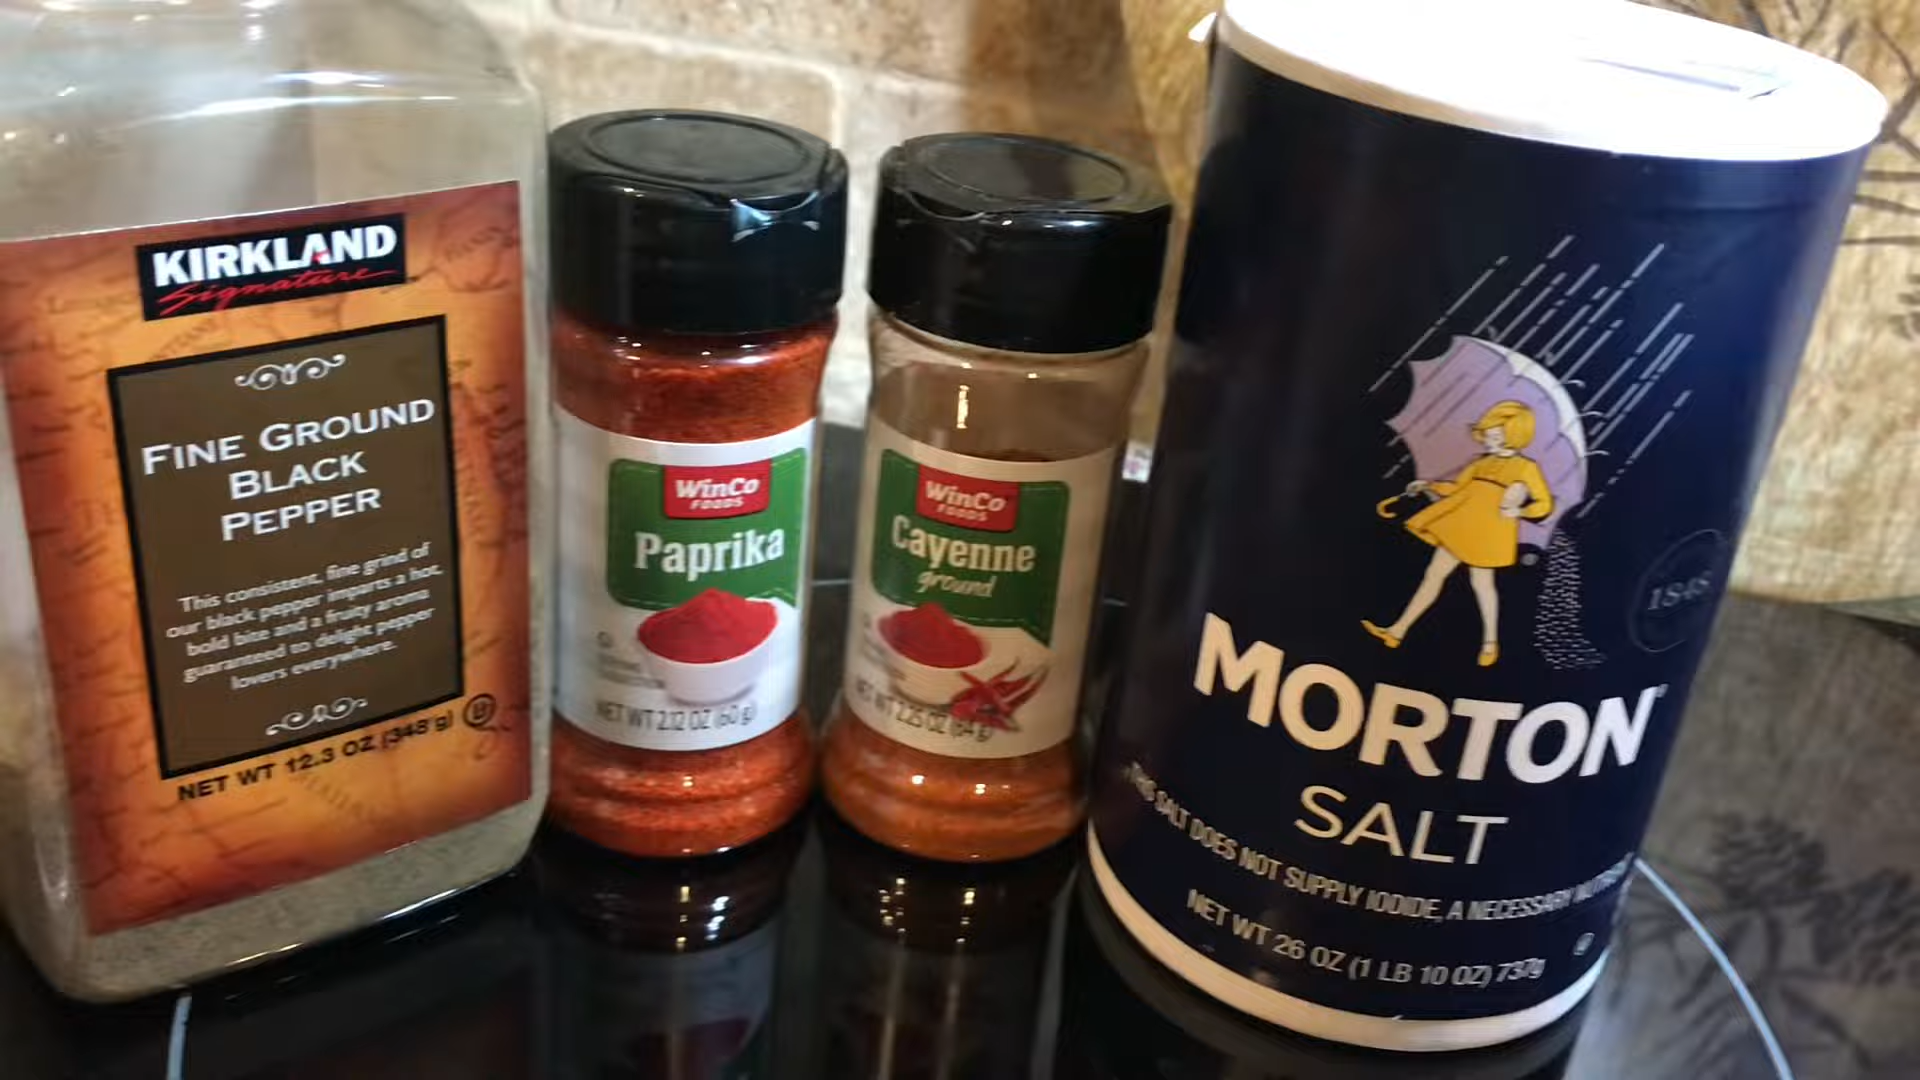 KIRKLAND
Signature
FINE GROUND
BLACK
PEPPER
This consistent, fine grind of
our black pepper imparts a hot,
bold bite and a fruity aroma
guaranteed to delight pepper
lovers everywhere.
NET WT 12.3 OZ (348 g)
WinCo
FOODS
Paprika
NET WT 2.12 OZ (60 g)
WinCo
FOODS
Cayenne
ground
NET WT 2.25 OZ (64 g)
1848
MORTON
SALT
THIS SALT DOES NOT SUPPLY IODIDE, A NECESSARY
NET WT 26 OZ (1 LB 10 OZ) 737g